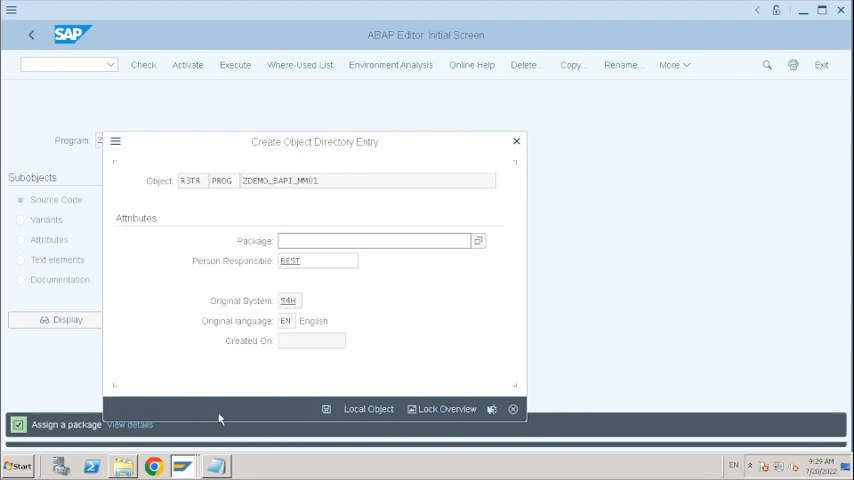 SAP
ABAP Editor: Initial Screen
Check Activate Execute Where-Used List Environment Analysis Online Help Delete... Copy... Rename... More Exit
Program: Z
Create Object Directory Entry
Object: R3TR PROG ZDEMO_BAPI_MM01
Subobjects
Source Code
Variants
Attributes
Text elements
Documentation
Display
Attributes
Package:
Person Responsible: BEST
Original System: S4H
Original language: EN English
Created On:
Local Object Lock Overview
Assign a package View details
Start
EN
9:29 AM
7/20/2022